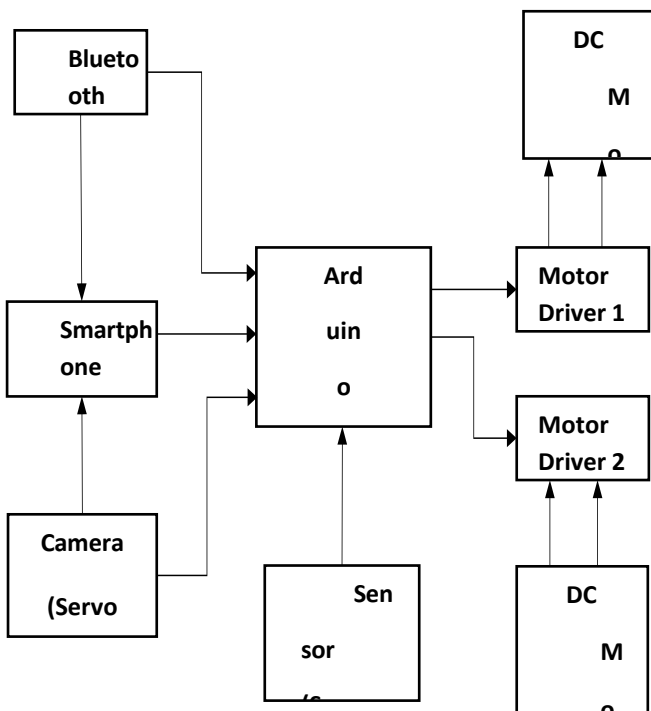 Blueto
oth
DC
M
o
Ard
uin
o
Motor
Driver 1
Smartph
one
Motor
Driver 2
Camera
(Servo
Sen
sor
DC
M
o